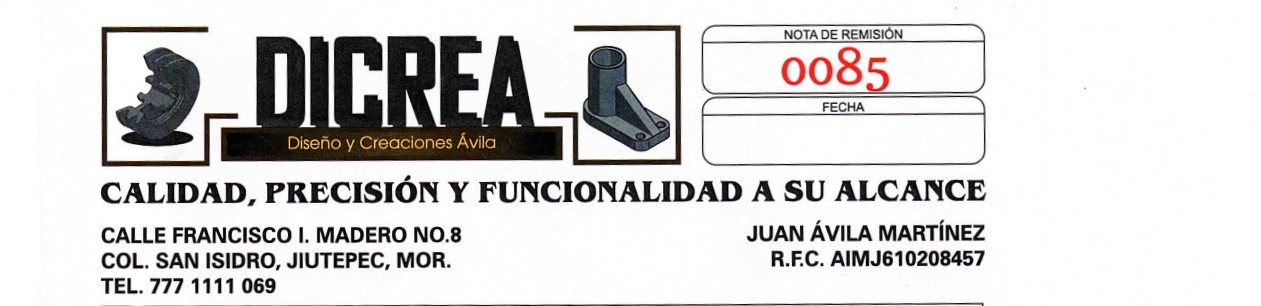 DICREA
Diseño y Creaciones Ávila
NOTA DE REMISIÓN
0085
FECHA
CALIDAD, PRECISIÓN Y FUNCIONALIDAD A SU ALCANCE
CALLE FRANCISCO I. MADERO NO.8
COL. SAN ISIDRO, JIUTEPEC, MOR.
TEL. 777 1111 069
JUAN ÁVILA MARTÍNEZ
R.F.C. AIMJ610208457